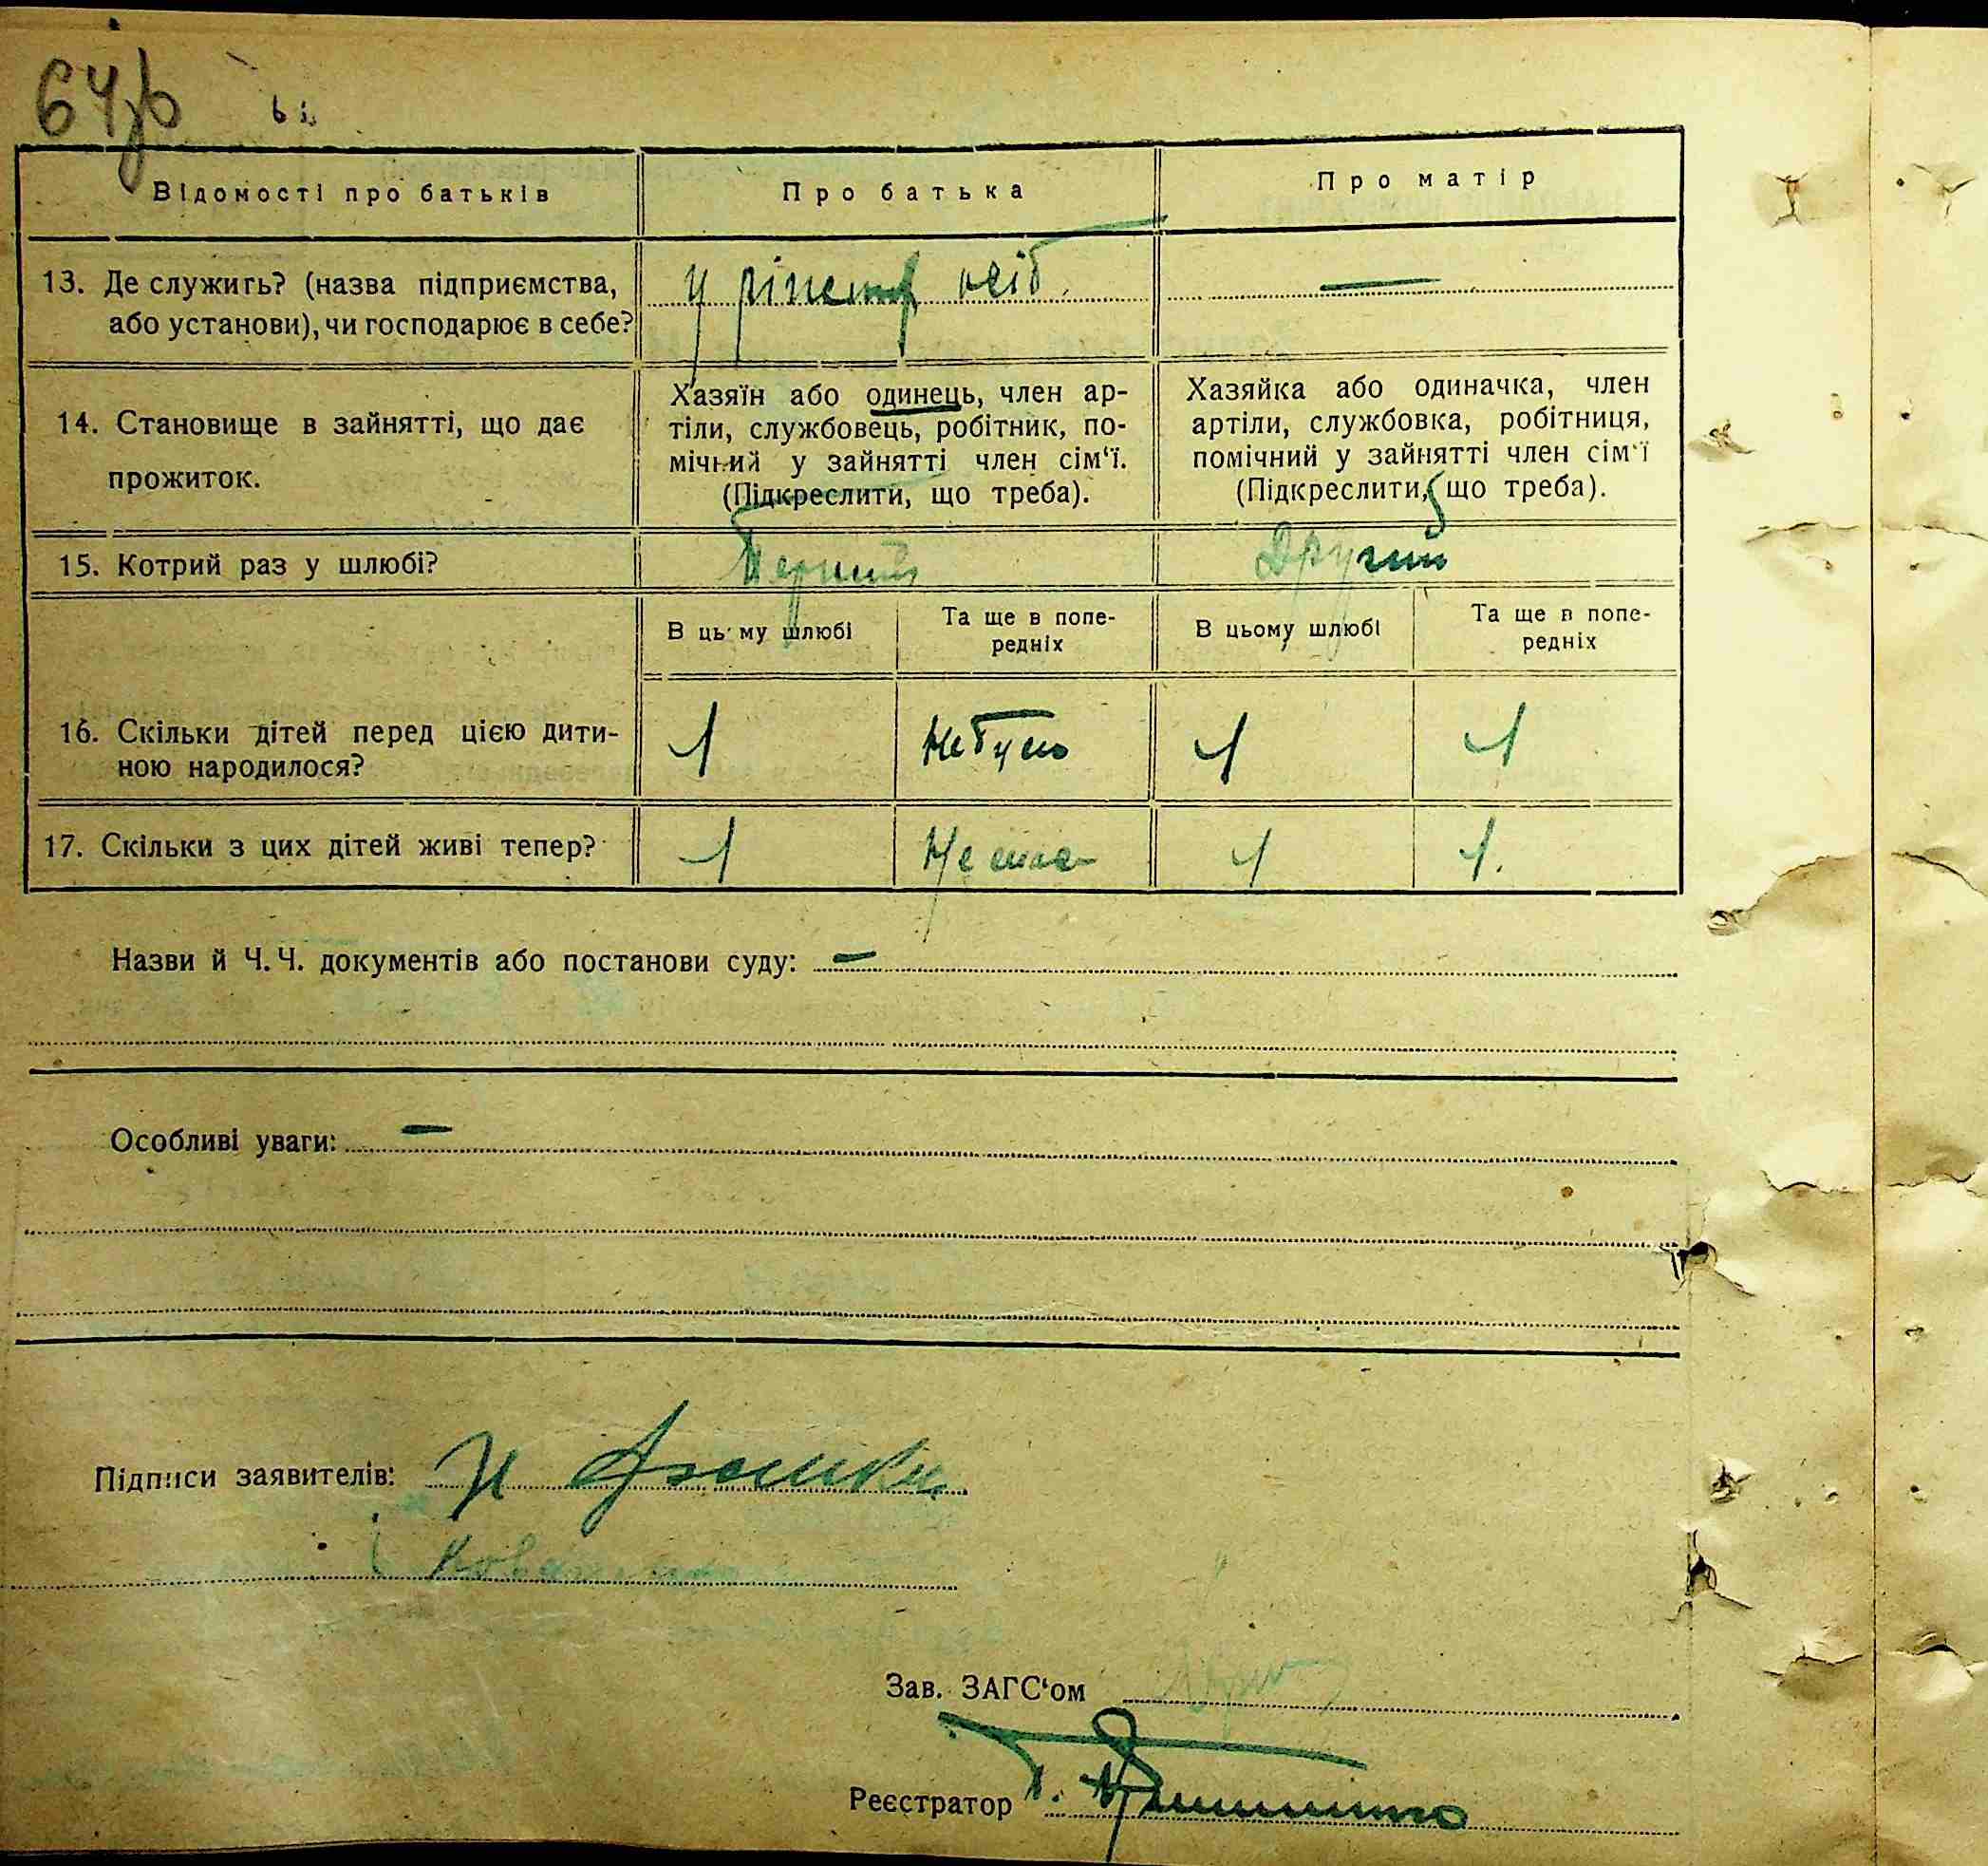 64зв
Відомості про батьків
Про батька
Про матір
13. Де служить? (назва підприємства,
або установи), чи господарює в себе?
у різних осіб.
—
14. Становище в зайнятті, що дає
прожиток.
Хазяїн або одинець, член ар-
тіли, службовець, робітник, по-
мічний у зайнятті член сім‘ї.
(Підкреслити, що треба).
Хазяйка або одиначка, член
артіли, службовка, робітниця,
помічний у зайнятті член сім‘ї
(Підкреслити, що треба).
15. Котрий раз у шлюбі?
Перший
Другий
В цьому шлюбі
Та ще в попе-
редніх
В цьому шлюбі
Та ще в попе-
редніх
16. Скільки дітей перед цією дити-
ною народилося?
1
Не було
1
1
17. Скільки з цих дітей живі тепер?
1
Немає
1
1.
Назви й Ч.Ч. документів або постанови суду: —
Особливі уваги: —
Підписи заявителів:
Зав. ЗАГС‘ом
Реєстратор